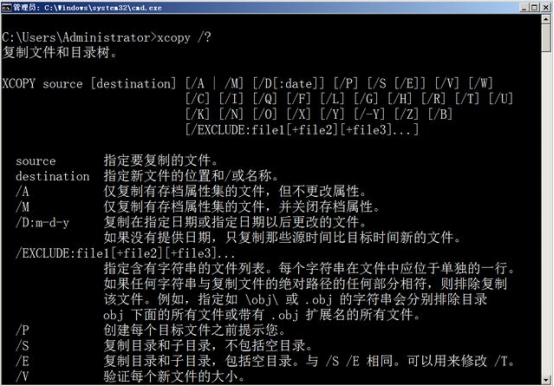 管理员: C:\Windows\system32\cmd.exe
C:\Users\Administrator>xcopy /?
复制文件和目录树。
XCOPY source [destination] [/A | /M] [/D[:date]] [/P] [/S [/E]] [/V] [/W]
[/C] [/I] [/Q] [/F] [/L] [/G] [/H] [/R] [/T] [/U]
[/K] [/N] [/O] [/X] [/Y] [/-Y] [/Z] [/B]
[/EXCLUDE:file1[+file2][+file3]...]
source 指定要复制的文件。
destination 指定新文件的位置和/或名称。
/A 仅复制有存档属性集的文件，但不更改属性。
/M 仅复制有存档属性集的文件，并关闭存档属性。
/D:m-d-y 复制在指定日期或指定日期以后更改的文件。
如果没有提供日期，只复制那些源时间比目标时间新的文件。
/EXCLUDE:file1[+file2][+file3]...
指定含有字符串的文件列表。每个字符串在文件中应位于单独的一行。
如果任何字符串与复制文件的绝对路径的任何部分相符，则排除复制
该文件。例如，指定如 \obj\ 或 .obj 的字符串会分别排除目录
obj 下面的所有文件或带有 .obj 扩展名的所有文件。
/P 创建每个目标文件之前提示您。
/S 复制目录和子目录，不包括空目录。
/E 复制目录和子目录，包括空目录。与 /S /E 相同。可以用来修改 /T。
/V 验证每个新文件的大小。